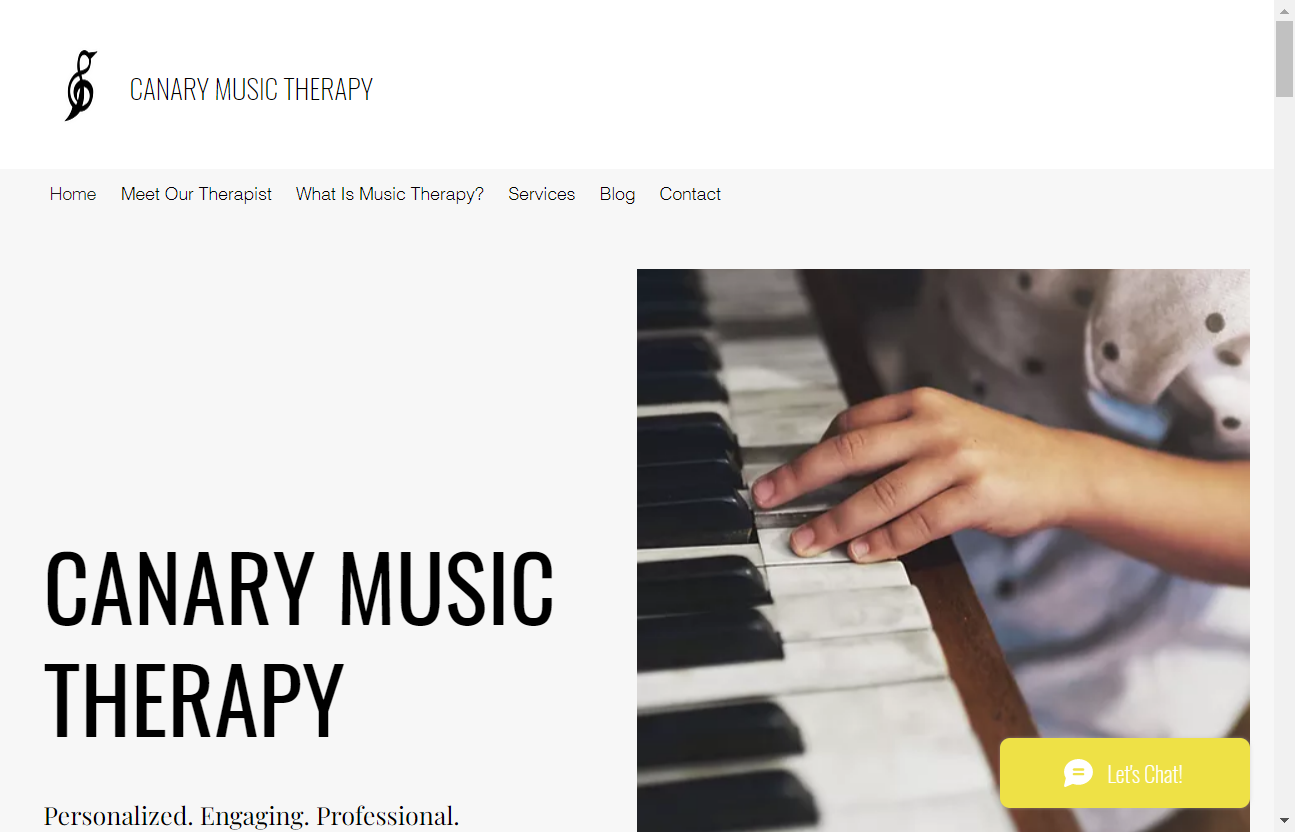 CANARY MUSIC THERAPY
Home Meet Our Therapist What Is Music Therapy? Services Blog Contact
CANARY MUSIC
THERAPY
Personalized. Engaging. Professional.
Let's Chat!